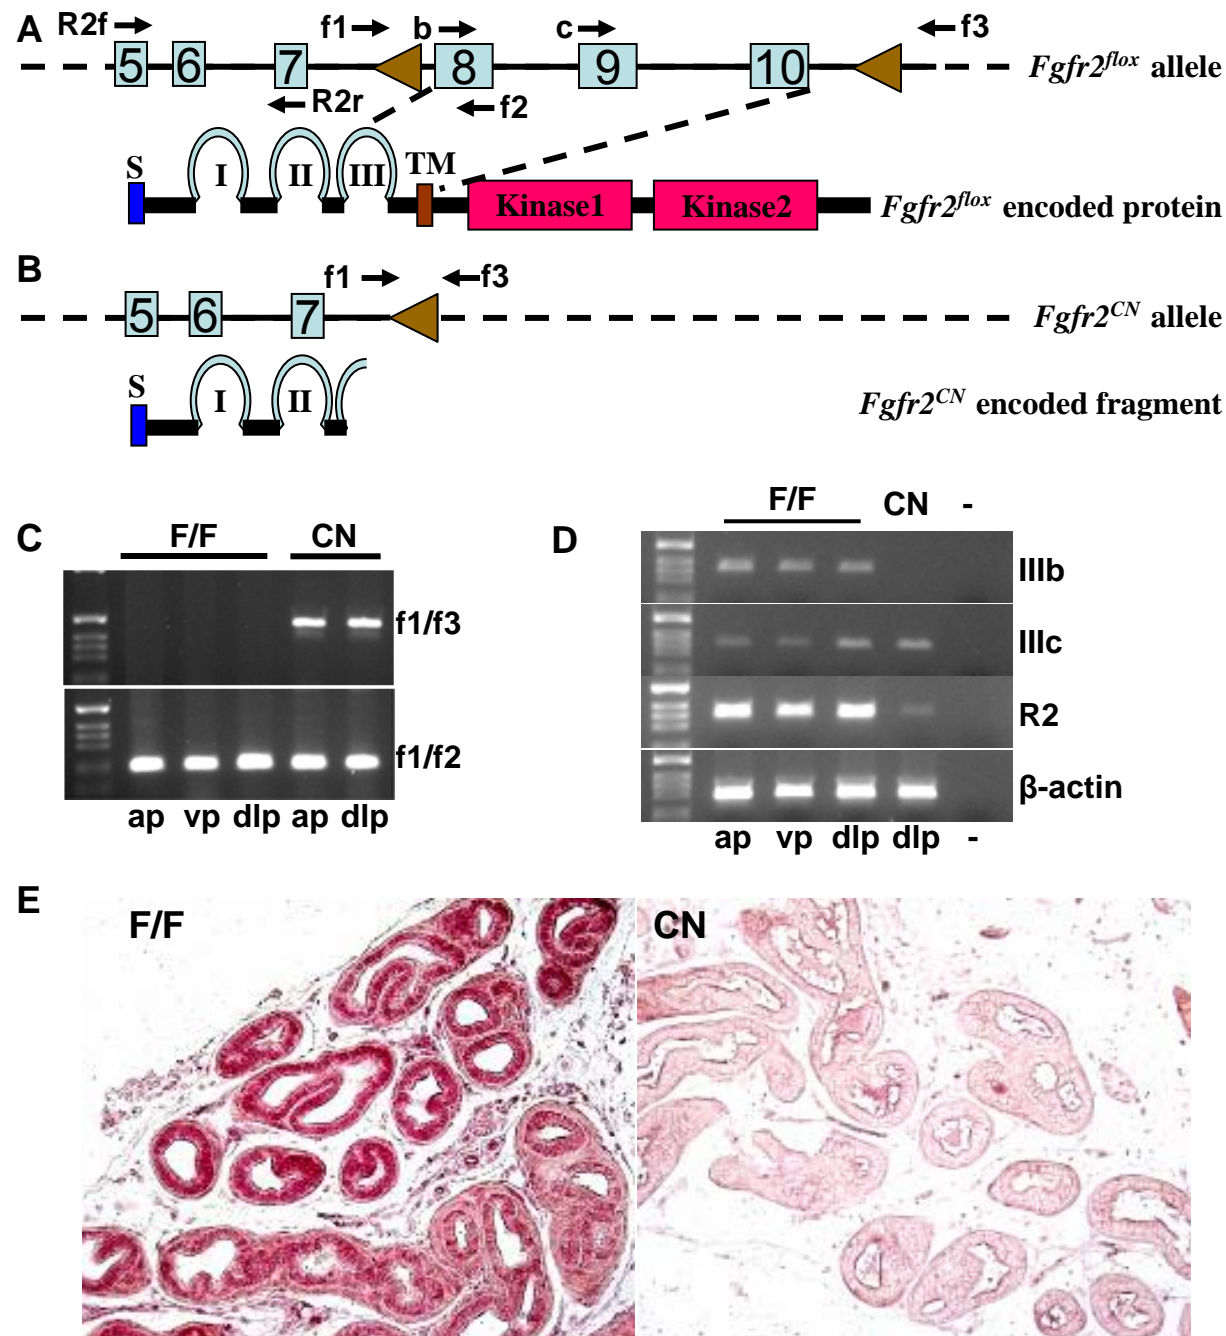 A
R2f f1 b c f3
5 6 7 8 9 10 Fgfr2flox allele
R2r f2
S I II III TM
Kinase1 Kinase2 Fgfr2flox encoded protein
B
f1 f3
5 6 7 Fgfr2CN allele
S I II Fgfr2CN encoded fragment
C
F/F CN
f1/f3
f1/f2
ap vp dlp ap dlp
D
F/F CN -
IIIb
IIIc
R2
β-actin
ap vp dlp dlp -
E
F/F CN